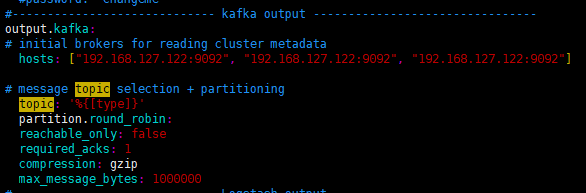 #password: "changeme"
#------------------------------ kafka output ---------------------------------
output.kafka:
# initial brokers for reading cluster metadata
hosts: ["192.168.127.122:9092", "192.168.127.122:9092", "192.168.127.122:9092"]
# message topic selection + partitioning
topic: '%{[type]}'
partition.round_robin:
reachable_only: false
required_acks: 1
compression: gzip
max_message_bytes: 1000000
Logstash output